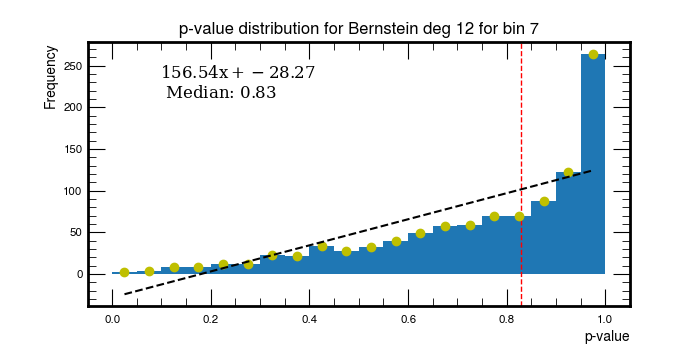 p-value distribution for Bernstein deg 12 for bin 7
Frequency
156.54x + −28.27
Median: 0.83
250
200
150
100
50
0
0.0 0.2 0.4 0.6 0.8 1.0
p-value